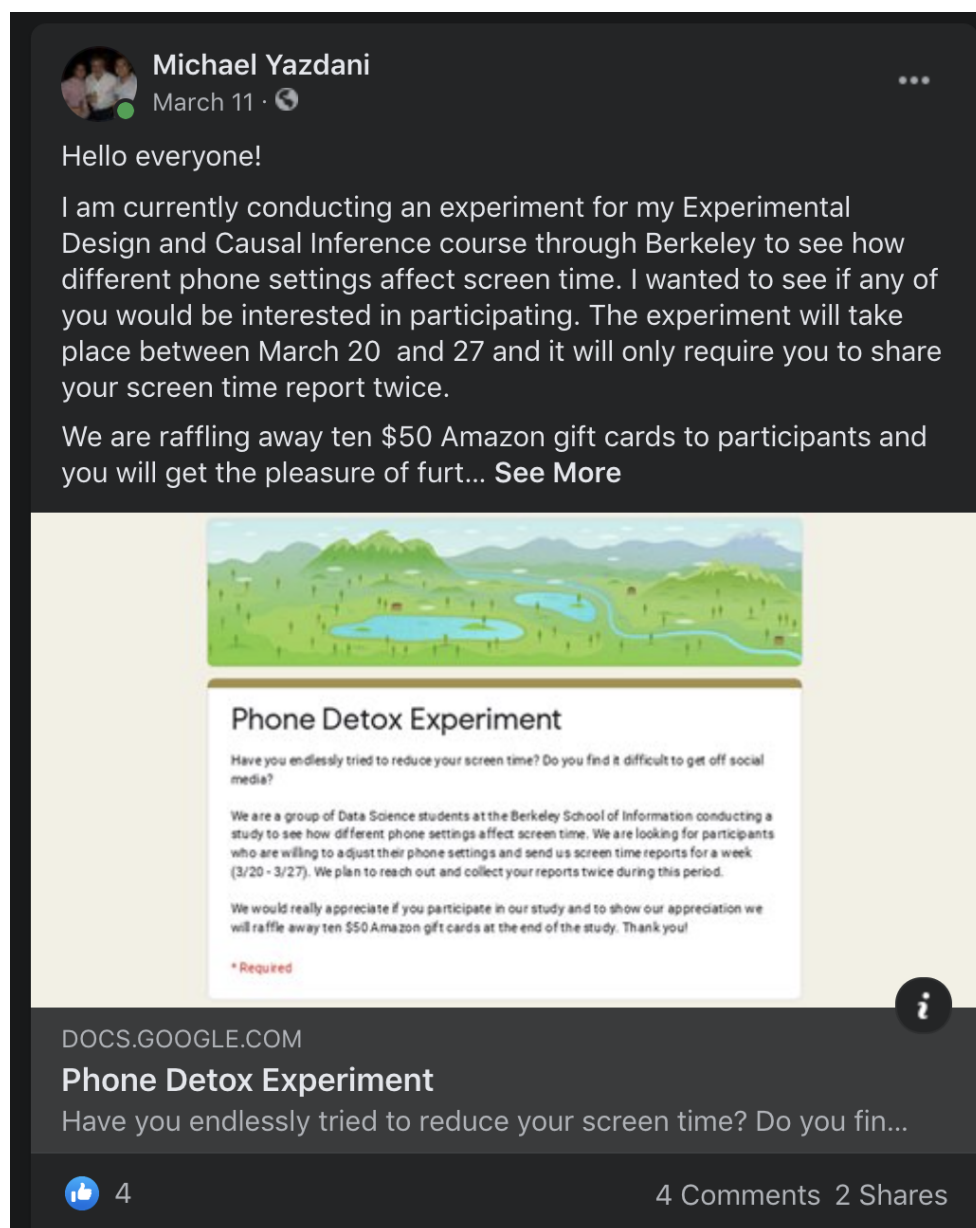 Michael Yazdani
March 11 ·
Hello everyone!
I am currently conducting an experiment for my Experimental
Design and Causal Inference course through Berkeley to see how
different phone settings affect screen time. I wanted to see if any of
you would be interested in participating. The experiment will take
place between March 20  and 27 and it will only require you to share
your screen time report twice.
We are raffling away ten $50 Amazon gift cards to participants and
you will get the pleasure of furt... See More
Phone Detox Experiment
Have you endlessly tried to reduce your screen time? Do you find it difficult to get off social
media?
We are a group of Data Science students at the Berkeley School of Information conducting a
study to see how different phone settings affect screen time. We are looking for participants
who are willing to adjust their phone settings and send us screen time reports for a week
(3/20 - 3/27). We plan to reach out and collect your reports twice during this period.
We would really appreciate if you participate in our study and to show our appreciation we
will raffle away ten $50 Amazon gift cards at the end of the study. Thank you!
* Required
i
DOCS.GOOGLE.COM
Phone Detox Experiment
Have you endlessly tried to reduce your screen time? Do you fin...
4
4 Comments 2 Shares